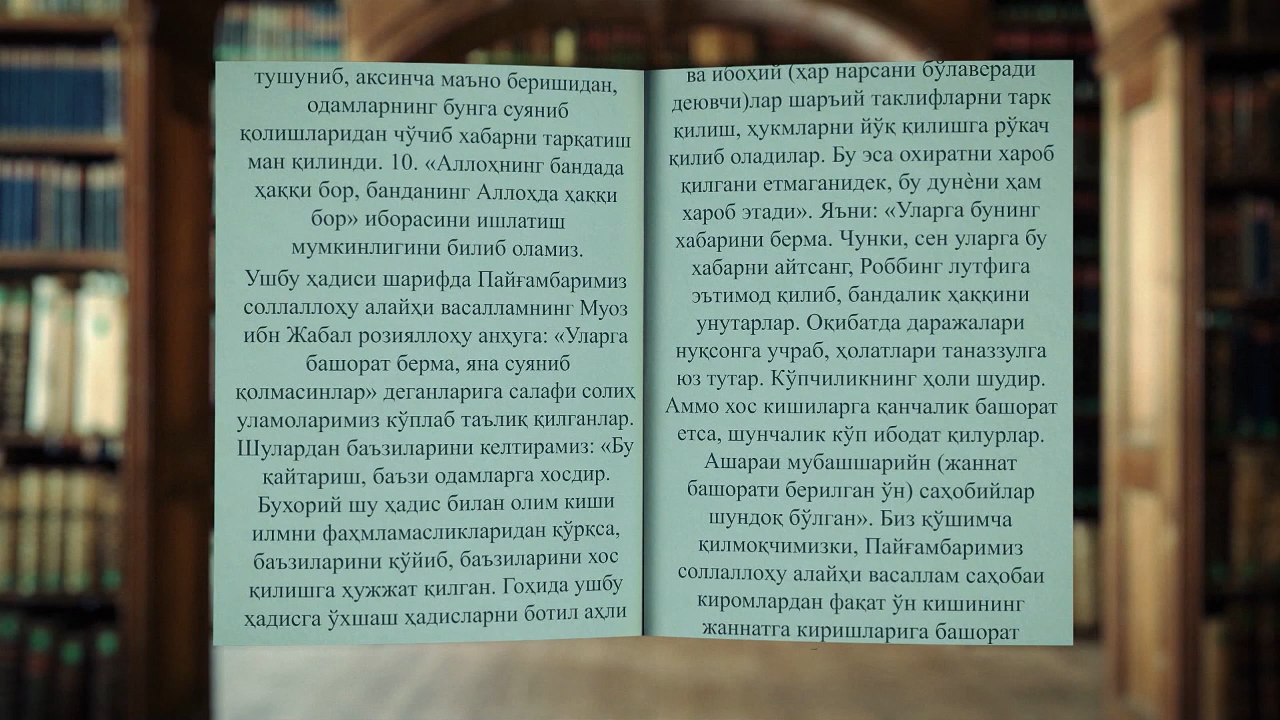 тушуниб, аксинча маъно беришидан,
одамларнинг бунга суяниб
қолишларидан чўчиб хабарни тарқатиш
ман қилинди. 10. «Аллоҳнинг бандада
ҳаққи бор, банданинг Аллоҳда ҳаққи
бор» иборасини ишлатиш
мумкинлигини билиб оламиз.
Ушбу ҳадиси шарифда Пайғамбаримиз
соллаллоҳу алайҳи васалламнинг Муоз
ибн Жабал розияллоҳу анҳуга: «Уларга
башорат берма, яна суяниб
қолмасинлар» деганларига салафи солиҳ
уламоларимиз кўплаб таълиқ қилганлар.
Шулардан баъзиларини келтирамиз: «Бу
қайтариш, баъзи одамларга хосдир.
Бухорий шу ҳадис билан олим киши
илмни фаҳмламасликларидан қўрқса,
баъзиларини қўйиб, баъзиларини хос
қилишга ҳужжат қилган. Гоҳида ушбу
ҳадисга ўхшаш ҳадисларни ботил аҳли
ва ибоҳий (ҳар нарсани бўлаверади
деювчи)лар шаръий таклифларни тарк
қилиш, ҳукмларни йўқ қилишга рўкач
қилиб оладилар. Бу эса охиратни хароб
қилгани етмаганидек, бу дунѐни ҳам
хароб этади». Яъни: «Уларга бунинг
хабарини берма. Чунки, сен уларга бу
хабарни айтсанг, Роббинг лутфига
эътимод қилиб, бандалик ҳаққини
унутарлар. Оқибатда даражалари
нуқсонга учраб, ҳолатлари таназзулга
юз тутар. Кўпчиликнинг ҳоли шудир.
Аммо хос кишиларга қанчалик башорат
етса, шунчалик кўп ибодат қилурлар.
Ашараи мубашшарийн (жаннат
башорати берилган ўн) саҳобийлар
шундоқ бўлган». Биз қўшимча
қилмоқчимизки, Пайғамбаримиз
соллаллоҳу алайҳи васаллам саҳобаи
киромлардан фақат ўн кишининг
жаннатга киришларига башорат